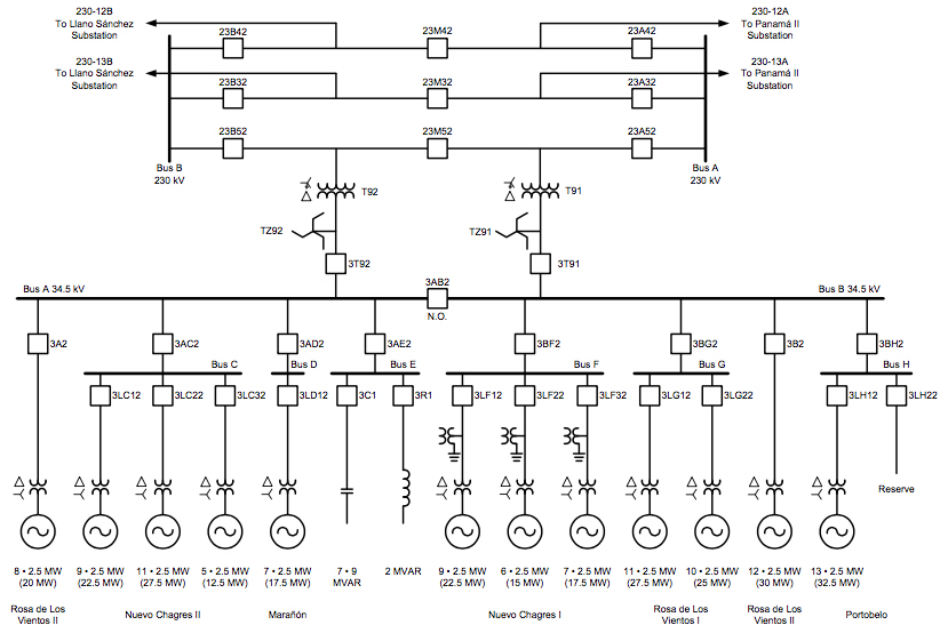 230-12B
To Llano Sánchez
Substation
23B42
23M42
23A42
230-12A
To Panamá II
Substation
230-13B
To Llano Sánchez
Substation
23B32
23M32
23A32
230-13A
To Panamá II
Substation
23B52
23M52
23A52
Bus B
230 kV
Bus A
230 kV
T92
T91
TZ92
TZ91
3T92
3T91
Bus A 34.5 kV
3AB2
N.O.
Bus B 34.5 kV
3A2
3AC2
3AD2
3AE2
3BF2
3BG2
3B2
3BH2
Bus C
Bus D
Bus E
Bus F
Bus G
Bus H
3LC12
3LC22
3LC32
3LD12
3C1
3R1
3LF12
3LF22
3LF32
3LG12
3LG22
3LH12
3LH22
Reserve
8 • 2.5 MW
(20 MW)
9 • 2.5 MW
(22.5 MW)
11 • 2.5 MW
(27.5 MW)
5 • 2.5 MW
(12.5 MW)
7 • 2.5 MW
(17.5 MW)
7 • 9
MVAR
2 MVAR
9 • 2.5 MW
(22.5 MW)
6 • 2.5 MW
(15 MW)
7 • 2.5 MW
(17.5 MW)
11 • 2.5 MW
(27.5 MW)
10 • 2.5 MW
(25 MW)
12 • 2.5 MW
(30 MW)
13 • 2.5 MW
(32.5 MW)
Rosa de Los
Vientos II
Nuevo Chagres II
Marañón
Nuevo Chagres I
Rosa de Los
Vientos I
Rosa de Los
Vientos II
Portobelo